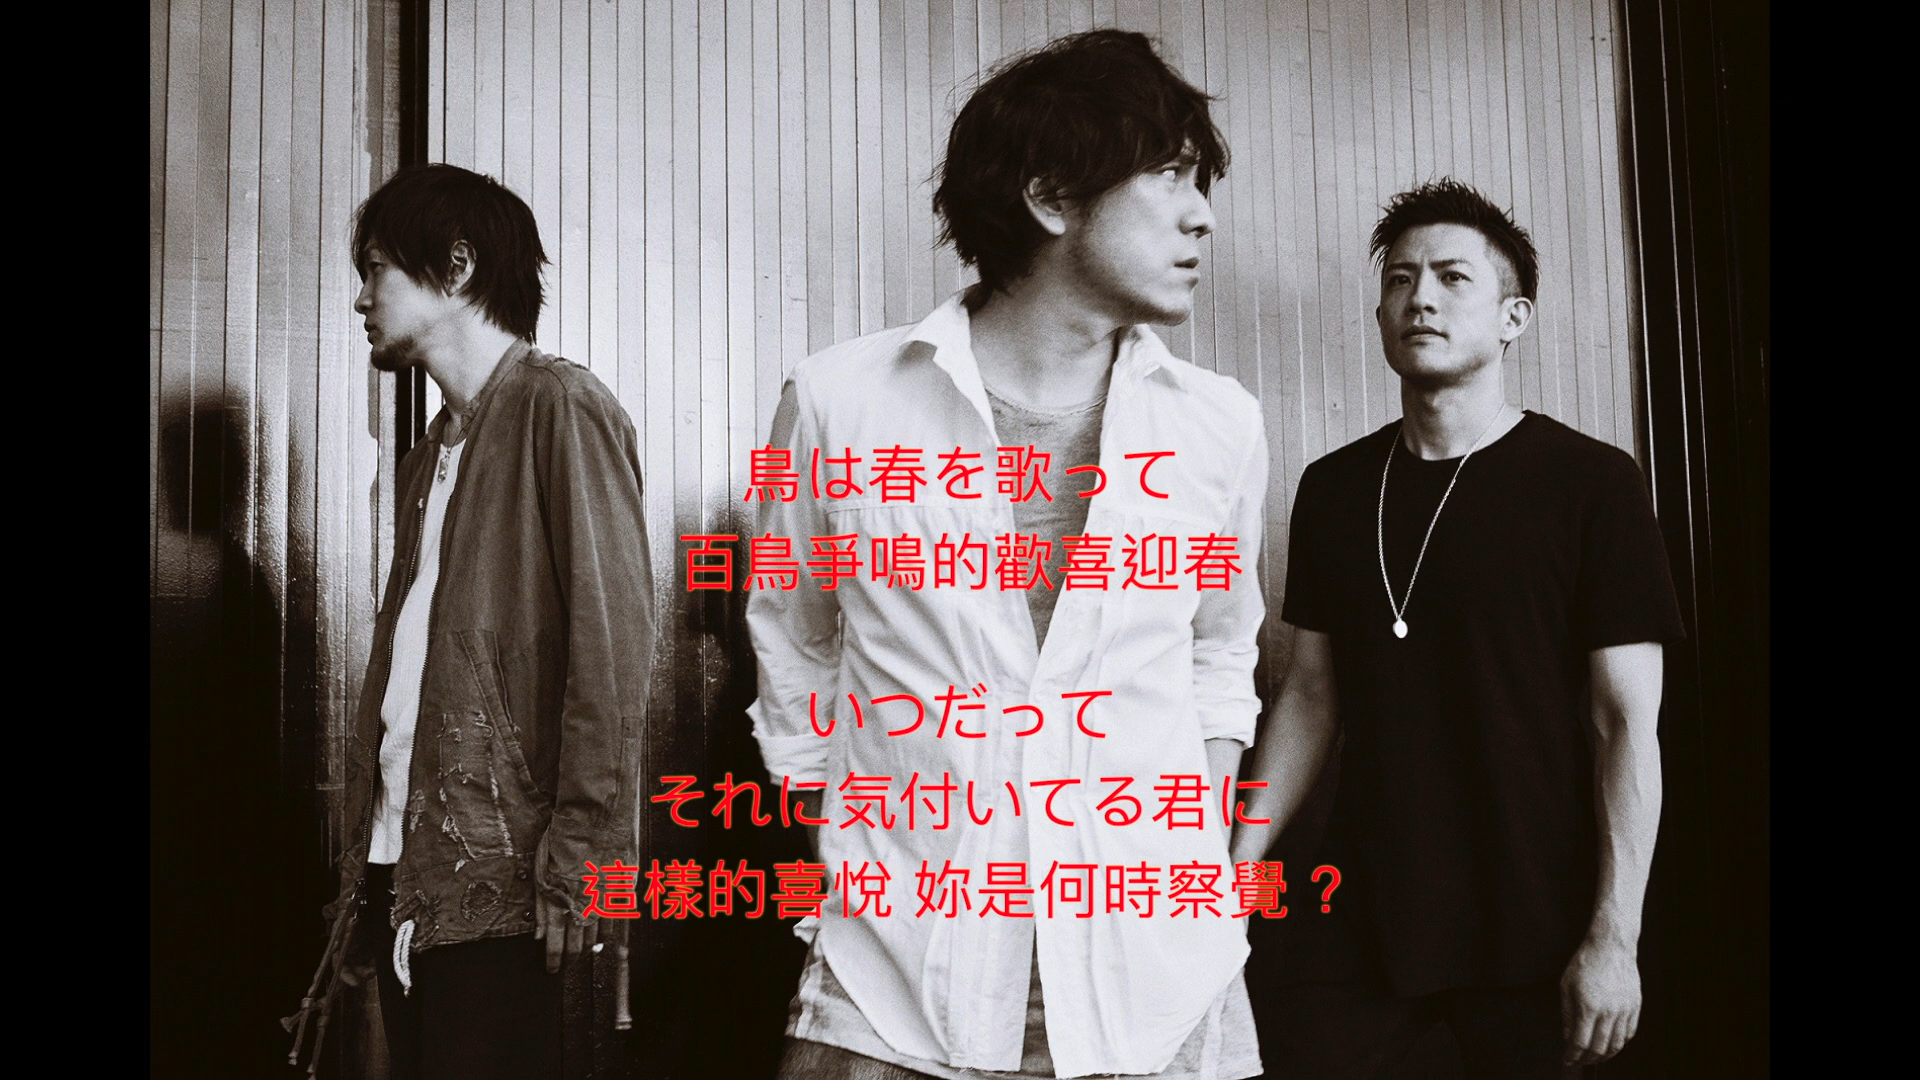 鳥は春を歌って
百鳥爭鳴的歡喜迎春
いつだって
それに気付いてる君に
這樣的喜悅 妳是何時察覺？